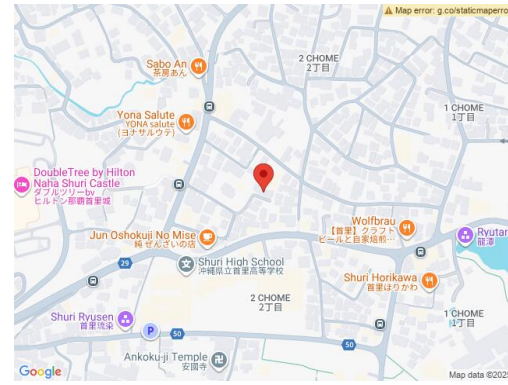 Map error: g.co/staticmaperro
Sabo An
茶房あん
2 CHOME
2丁目
Yona Salute
YONA salute
(ヨナサルウテ)
1 CHOME
1丁目
DoubleTree by Hilton
Naha Shuri Castle
ダブルツリーby
ヒルトン那覇首里城
Wolfbrau
【首里】クラフト
ビールと自家焙煎…
Ryutan
龍潭
Jun Oshokuji No Mise
純 ぜんざいの店
29
Shuri High School
沖縄県立首里高等学校
Shuri Horikawa
首里ほりかわ
2 CHOME
2丁目
Shuri Ryusen
首里琉染
1 CHOME
1丁目
P
50
50
Ankoku-ji Temple
安國寺
Google
Map data ©2025